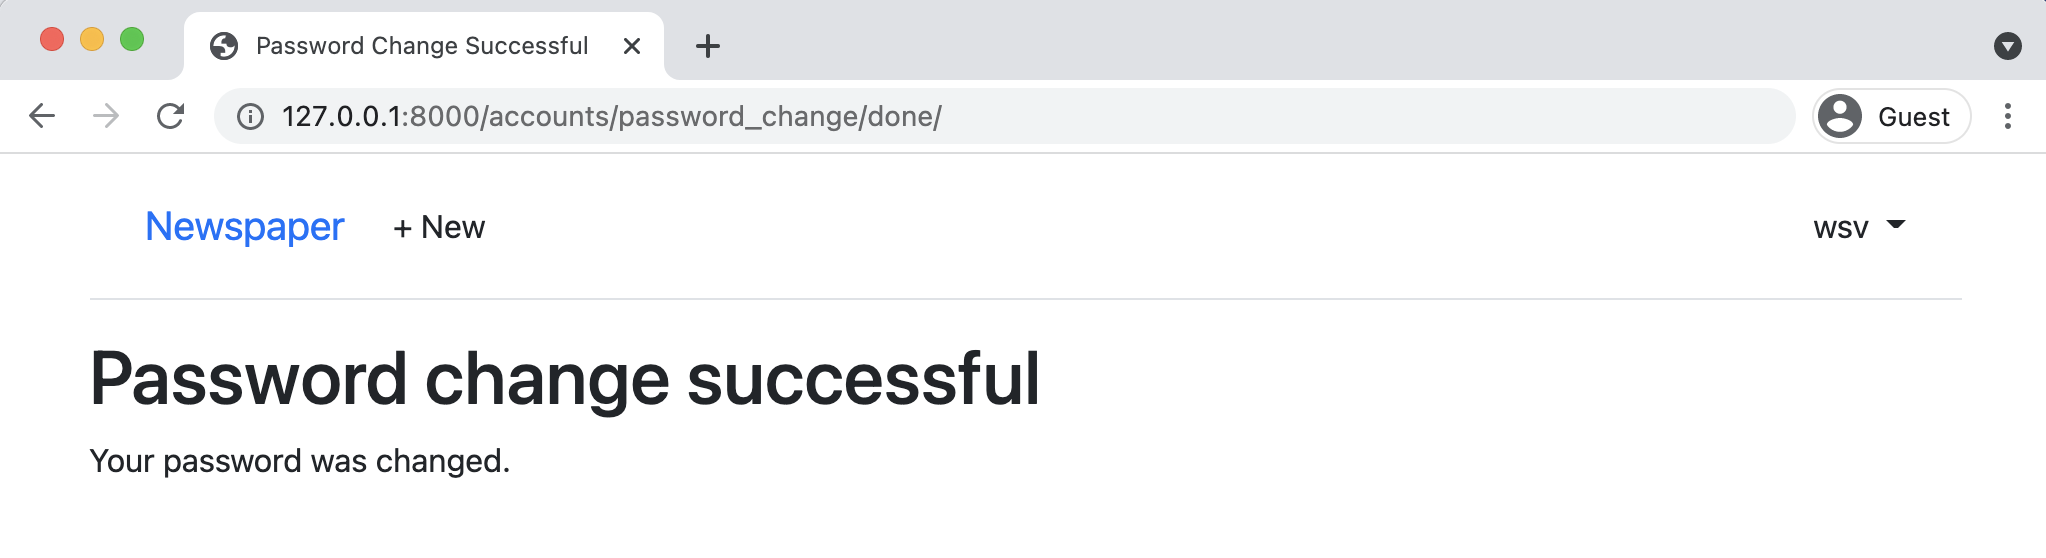 Password Change Successful
127.0.0.1:8000/accounts/password_change/done/
Guest
Newspaper + New wsv
Password change successful
Your password was changed.